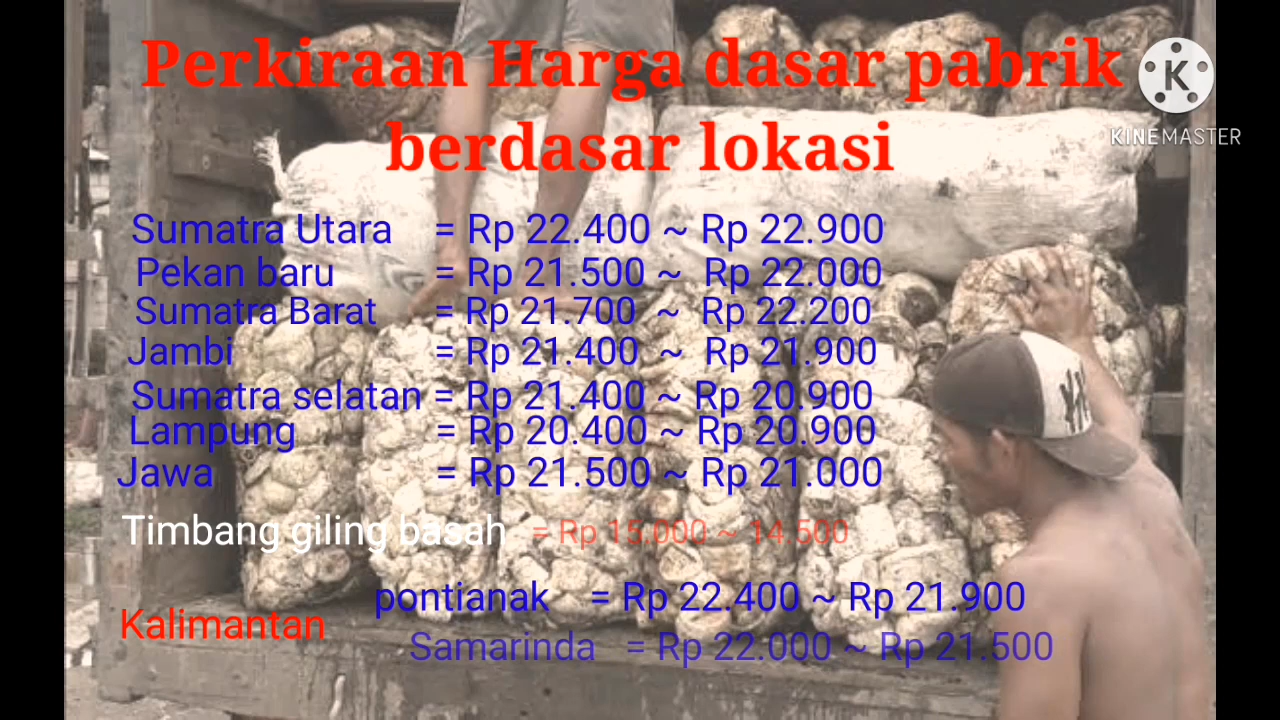 Perkiraan Harga dasar pabrik
berdasar lokasi
K
KINEMASTER
Sumatra Utara = Rp 22.400 ~ Rp 22.900
Pekan baru = Rp 21.500 ~ Rp 22.000
Sumatra Barat = Rp 21.700 ~ Rp 22.200
Jambi = Rp 21.400 ~ Rp 21.900
Sumatra selatan = Rp 21.400 ~ Rp 20.900
Lampung = Rp 20.400 ~ Rp 20.900
Jawa = Rp 21.500 ~ Rp 21.000
Timbang giling basah = Rp 15.000 ~ 14.500
pontianak = Rp 22.400 ~ Rp 21.900
Kalimantan
Samarinda = Rp 22.000 ~ Rp 21.500